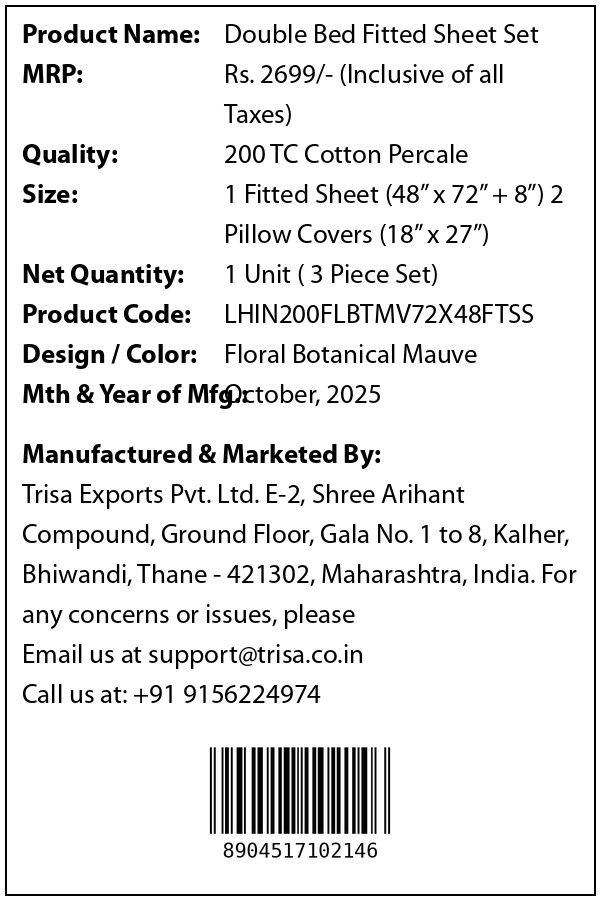 Product Name: Double Bed Fitted Sheet Set
MRP: Rs. 2699/- (Inclusive of all
Taxes)
Quality: 200 TC Cotton Percale
Size: 1 Fitted Sheet (48” x 72” + 8”) 2
Pillow Covers (18” x 27”)
Net Quantity: 1 Unit ( 3 Piece Set)
Product Code: LHIN200FLBTMV72X48FTSS
Design / Color: Floral Botanical Mauve
Mth & Year of Mfg.: October, 2025
Manufactured & Marketed By:
Trisa Exports Pvt. Ltd. E-2, Shree Arihant
Compound, Ground Floor, Gala No. 1 to 8, Kalher,
Bhiwandi, Thane - 421302, Maharashtra, India. For
any concerns or issues, please
Email us at support@trisa.co.in
Call us at: +91 9156224974
8904517102146